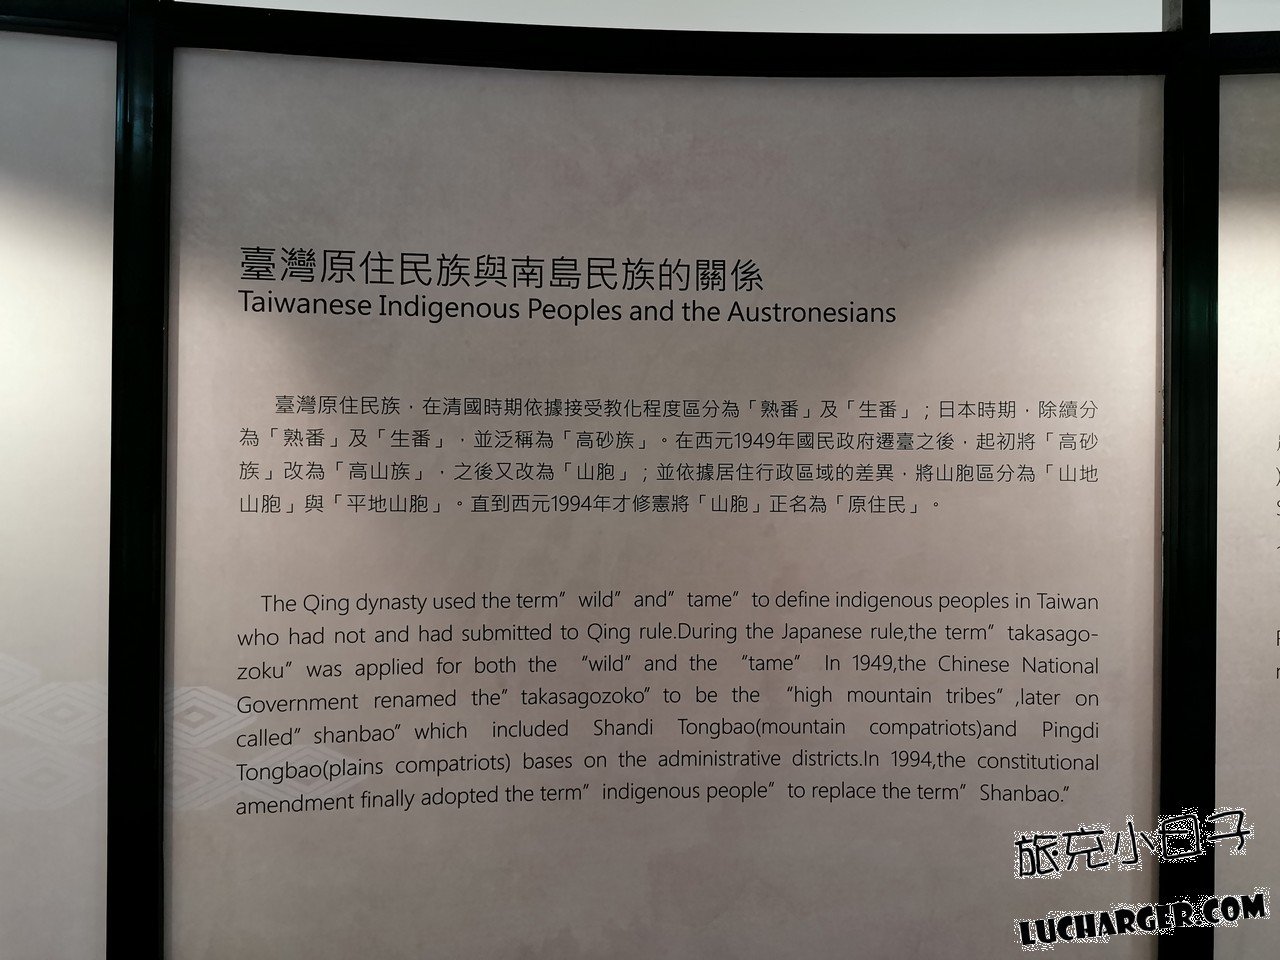 臺灣原住民族與南島民族的關係
Taiwanese Indigenous Peoples and the Austronesians
臺灣原住民族，在清國時期依據接受教化程度區分為「熟番」及「生番」；日本時期，除續分
為「熟番」及「生番」，並泛稱為「高砂族」。在西元1949年國民政府遷臺之後，起初將「高砂
族」改為「高山族」，之後又改為「山胞」；並依據居住行政區域的差異，將山胞區分為「山地
山胞」與「平地山胞」。直到西元1994年才修憲將「山胞」正名為「原住民」。
The Qing dynasty used the term” wild” and” tame” to define indigenous peoples in Taiwan
who had not and had submitted to Qing rule.During the Japanese rule,the term” takasago-
zoku” was applied for both the “wild” and the “tame” In 1949,the Chinese National
Government renamed the” takasagozoko” to be the “high mountain tribes” ,later on
called” shanbao” which included Shandi Tongbao(mountain compatriots)and Pingdi
Tongbao(plains compatriots) bases on the administrative districts.In 1994,the constitutional
amendment finally adopted the term” indigenous people” to replace the term” Shanbao.”
旅充小日子
LUCHARGER.COM